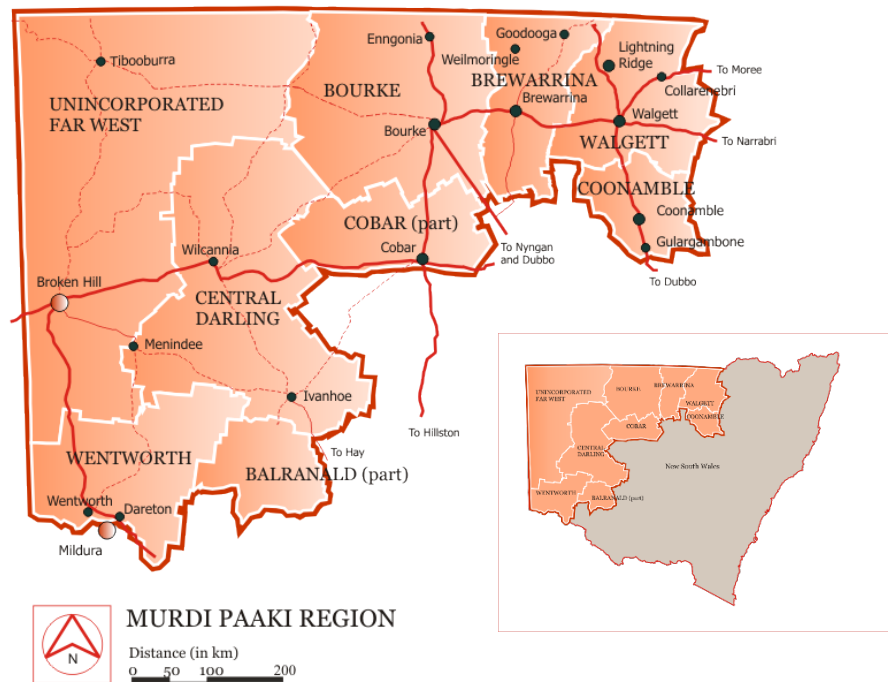 Tibooburra
UNINCORPORATED
FAR WEST
Enngonia
BOURKE
Bourke
Goodooga
Weilmoringle
BREWARRINA
Brewarrina
Lightning
Ridge
To Moree
Collarenebri
Walgett
WALGETT
To Narrabri
COONAMBLE
Coonamble
Gulargambone
To Dubbo
COBAR (part)
Cobar
To Nyngan
and Dubbo
Wilcannia
Broken Hill
CENTRAL
DARLING
Menindee
Ivanhoe
To Hillston
To Hay
WENTWORTH
BALRANALD (part)
Wentworth
Dareton
Mildura
UNINCORPORATED
FAR WEST
BOURKE
BREWARRINA
WALGETT
COONAMBLE
COBAR
CENTRAL
DARLING
New South Wales
WENTWORTH
BALRANALD (part)
N
MURDI PAAKI REGION
Distance (in km)
0 50 100 200